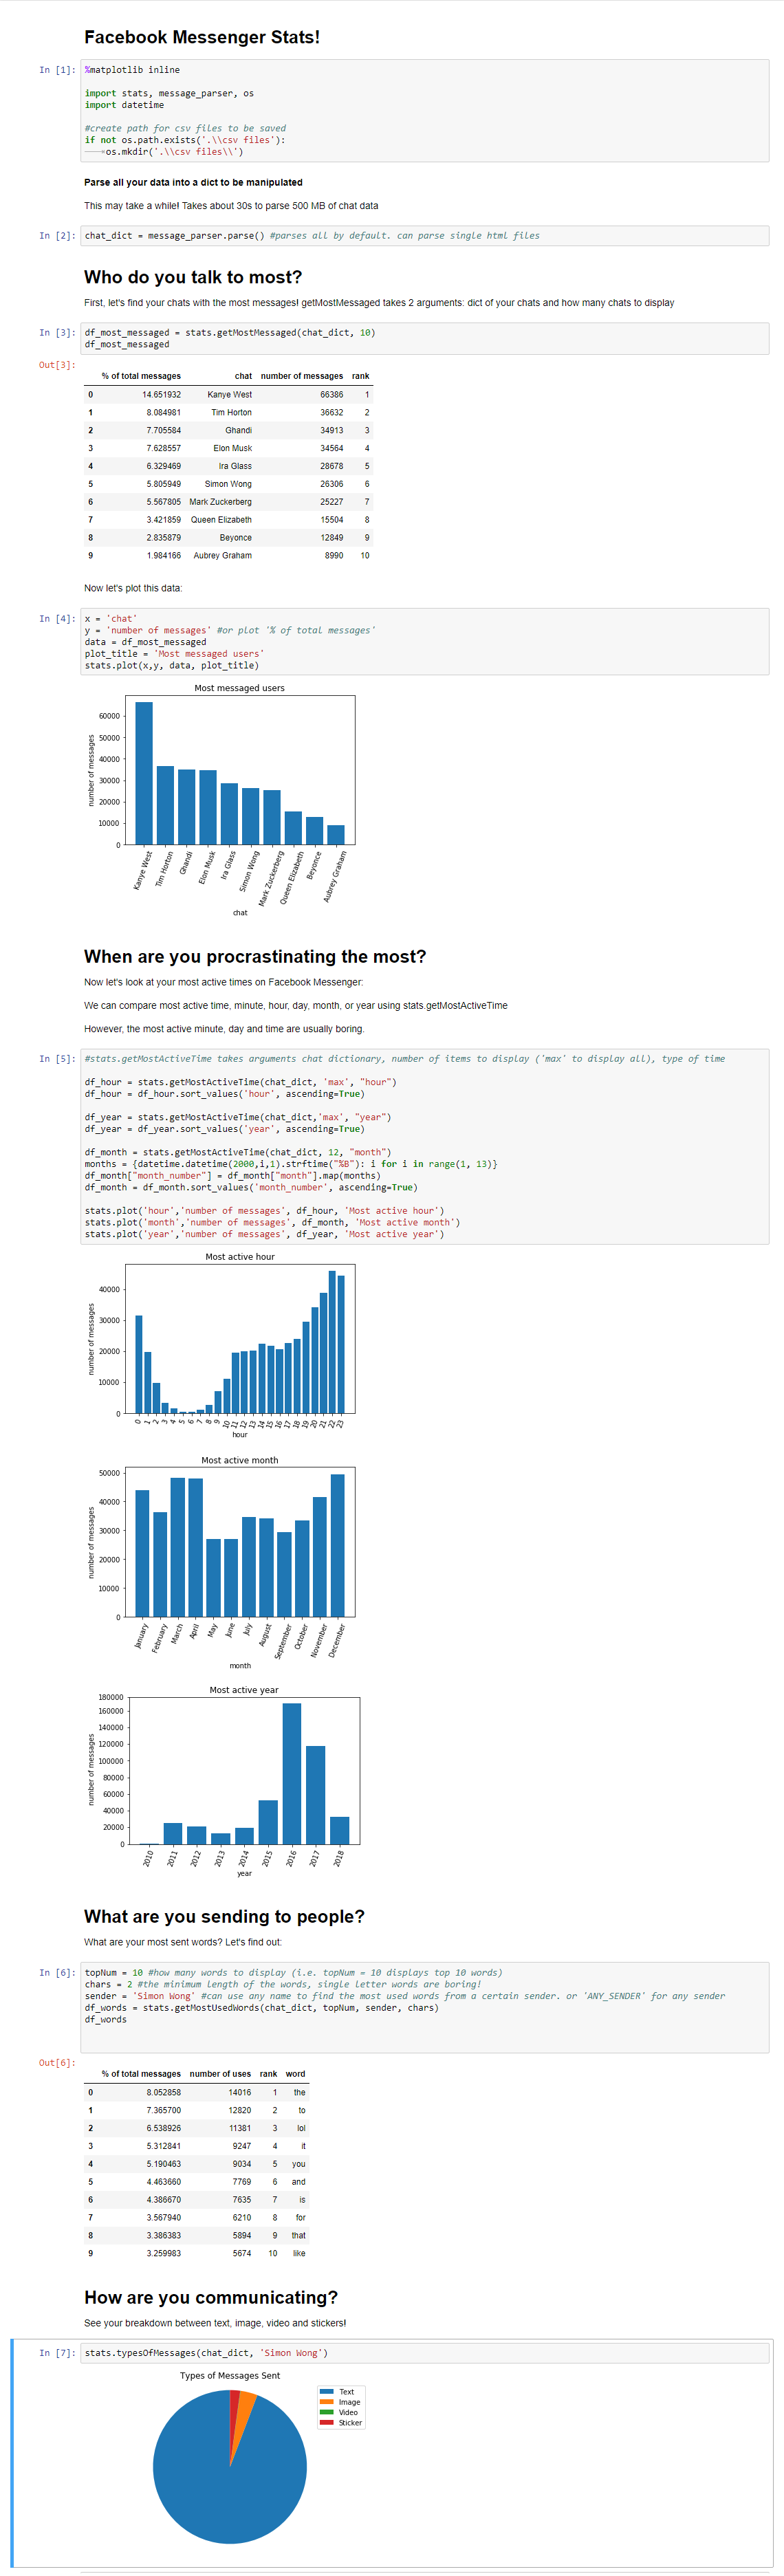 Facebook Messenger Stats!
In [1]: %matplotlib inline
import stats, message_parser, os
import datetime
#create path for csv files to be saved
if not os.path.exists('.\\csv files'):
os.mkdir('.\\csv files\\')
Parse all your data into a dict to be manipulated
This may take a while! Takes about 30s to parse 500 MB of chat data
In [2]: chat_dict = message_parser.parse() #parses all by default. can parse single html files
Who do you talk to most?
First, let's find your chats with the most messages! getMostMessaged takes 2 arguments: dict of your chats and how many chats to display
In [3]: df_most_messaged = stats.getMostMessaged(chat_dict, 10)
df_most_messaged
Out[3]:
% of total messages chat number of messages rank
0 14.651932 Kanye West 66386 1
1 8.084981 Tim Horton 36632 2
2 7.705584 Ghandi 34913 3
3 7.628557 Elon Musk 34564 4
4 6.329469 Ira Glass 28678 5
5 5.805949 Simon Wong 26306 6
6 5.567805 Mark Zuckerberg 25227 7
7 3.421859 Queen Elizabeth 15504 8
8 2.835879 Beyonce 12849 9
9 1.984166 Aubrey Graham 8990 10
Now let's plot this data:
In [4]: x = 'chat'
y = 'number of messages' #or plot '% of total messages'
data = df_most_messaged
plot_title = 'Most messaged users'
stats.plot(x,y, data, plot_title)
Most messaged users
number of messages
60000
50000
40000
30000
20000
10000
0
Kanye West Tim Horton Ghandi Elon Musk Ira Glass Simon Wong Mark Zuckerberg Queen Elizabeth Beyonce Aubrey Graham
chat
When are you procrastinating the most?
Now let's look at your most active times on Facebook Messenger:
We can compare most active time, minute, hour, day, month, or year using stats.getMostActiveTime
However, the most active minute, day and time are usually boring.
In [5]: #stats.getMostActiveTime takes arguments chat dictionary, number of items to display ('max' to display all), type of time
df_hour = stats.getMostActiveTime(chat_dict, 'max', "hour")
df_hour = df_hour.sort_values('hour', ascending=True)
df_year = stats.getMostActiveTime(chat_dict,'max', "year")
df_year = df_year.sort_values('year', ascending=True)
df_month = stats.getMostActiveTime(chat_dict, 12, "month")
months = {datetime.datetime(2000,i,1).strftime("%B"): i for i in range(1, 13)}
df_month["month_number"] = df_month["month"].map(months)
df_month = df_month.sort_values('month_number', ascending=True)
stats.plot('hour','number of messages', df_hour, 'Most active hour')
stats.plot('month','number of messages', df_month, 'Most active month')
stats.plot('year','number of messages', df_year, 'Most active year')
Most active hour
number of messages
40000
30000
20000
10000
0
0 1 2 3 4 5 6 7 8 9 10 11 12 13 14 15 16 17 18 19 20 21 22 23
hour
Most active month
number of messages
50000
40000
30000
20000
10000
0
January February March April May June July August September October November December
month
Most active year
number of messages
180000
160000
140000
120000
100000
80000
60000
40000
20000
0
2010 2011 2012 2013 2014 2015 2016 2017 2018
year
What are you sending to people?
What are your most sent words? Let's find out:
In [6]: topNum = 10 #how many words to display (i.e. topNum = 10 displays top 10 words)
chars = 2 #the minimum length of the words, single letter words are boring!
sender = 'Simon Wong' #can use any name to find the most used words from a certain sender. or 'ANY_SENDER' for any sender
df_words = stats.getMostUsedWords(chat_dict, topNum, sender, chars)
df_words
Out[6]:
% of total messages number of uses rank word
0 8.052858 14016 1 the
1 7.365700 12820 2 to
2 6.538926 11381 3 lol
3 5.312841 9247 4 it
4 5.190463 9034 5 you
5 4.463660 7769 6 and
6 4.386670 7635 7 is
7 3.567940 6210 8 for
8 3.386383 5894 9 that
9 3.259983 5674 10 like
How are you communicating?
See your breakdown between text, image, video and stickers!
In [7]: stats.typesOfMessages(chat_dict, 'Simon Wong')
Types of Messages Sent
Text
Image
Video
Sticker